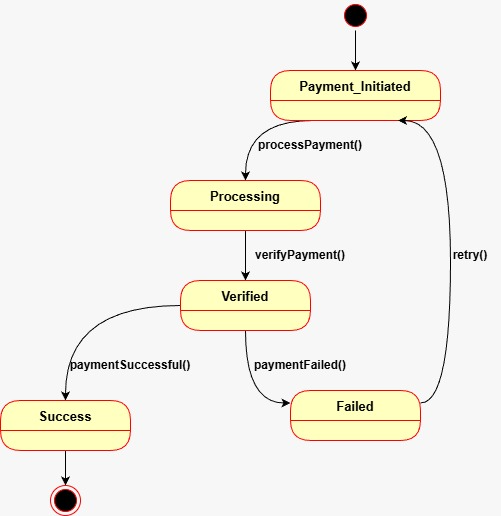 Payment_Initiated
processPayment()
Processing
verifyPayment()
retry()
Verified
paymentSuccessful()
paymentFailed()
Success
Failed